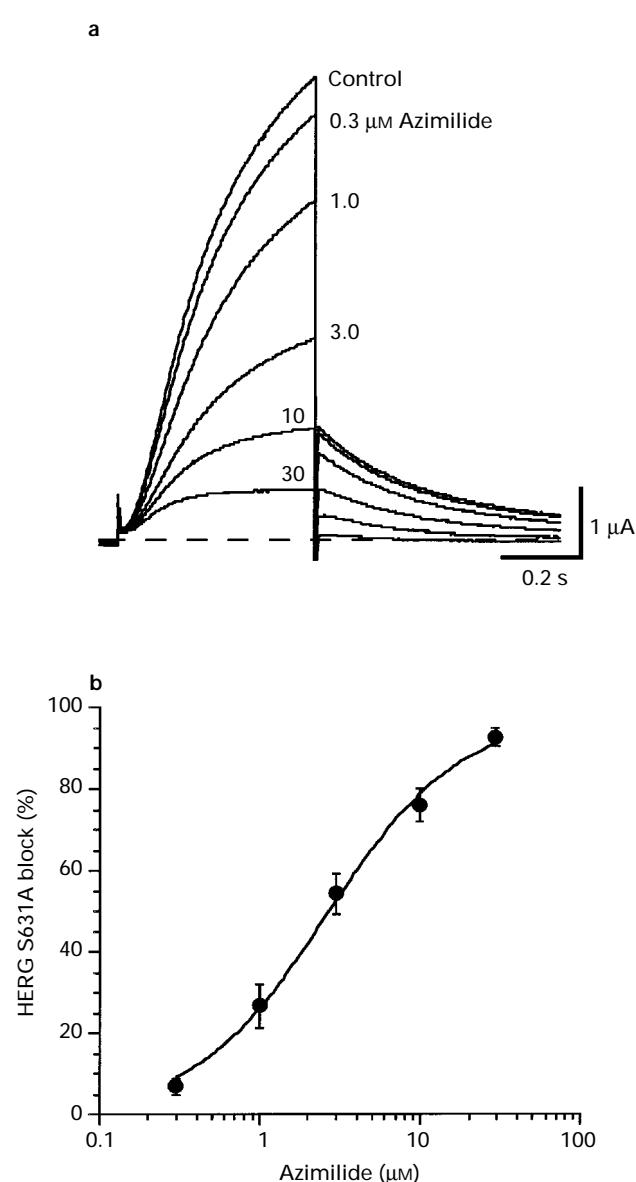 a
Control
0.3 μM Azimilide
1.0
3.0
10
30
1 μA
0.2 s
b
100
80
60
40
20
0
HERG S631A block (%)
0.1
1
10
100
Azimilide (μM)